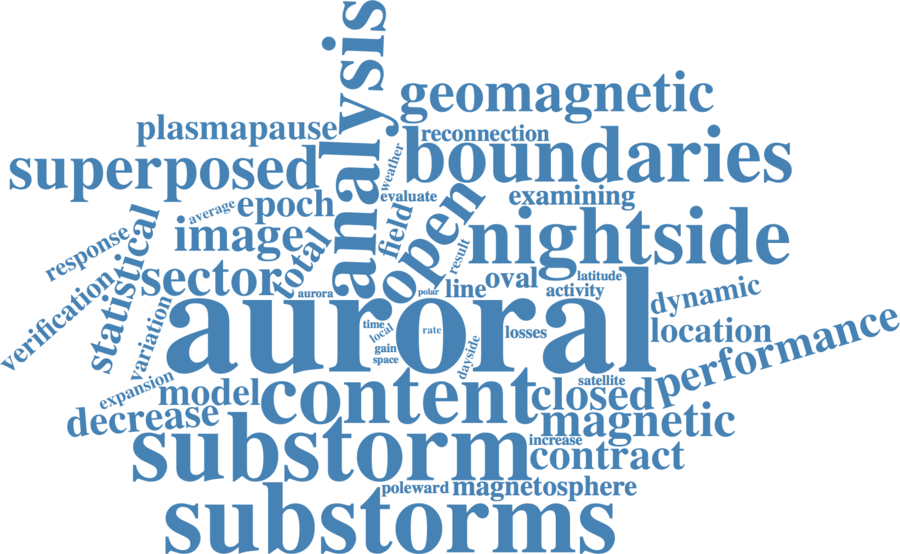 analysis
geomagnetic
plasmapause
reconnection
boundaries
superposed
weather
evaluate
examining
epoch
average
field
open
nightside
response
image
statistical
total
result
sector
oval
latitude
line
activity
verification
aurora
polar
dynamic
variation
auroral
time
local
rate
losses
location
gain
space
dayside
performance
expansion
model
content
satellite
closed
decrease
magnetic
substorm
increase
contract
poleward
magnetosphere
substorms